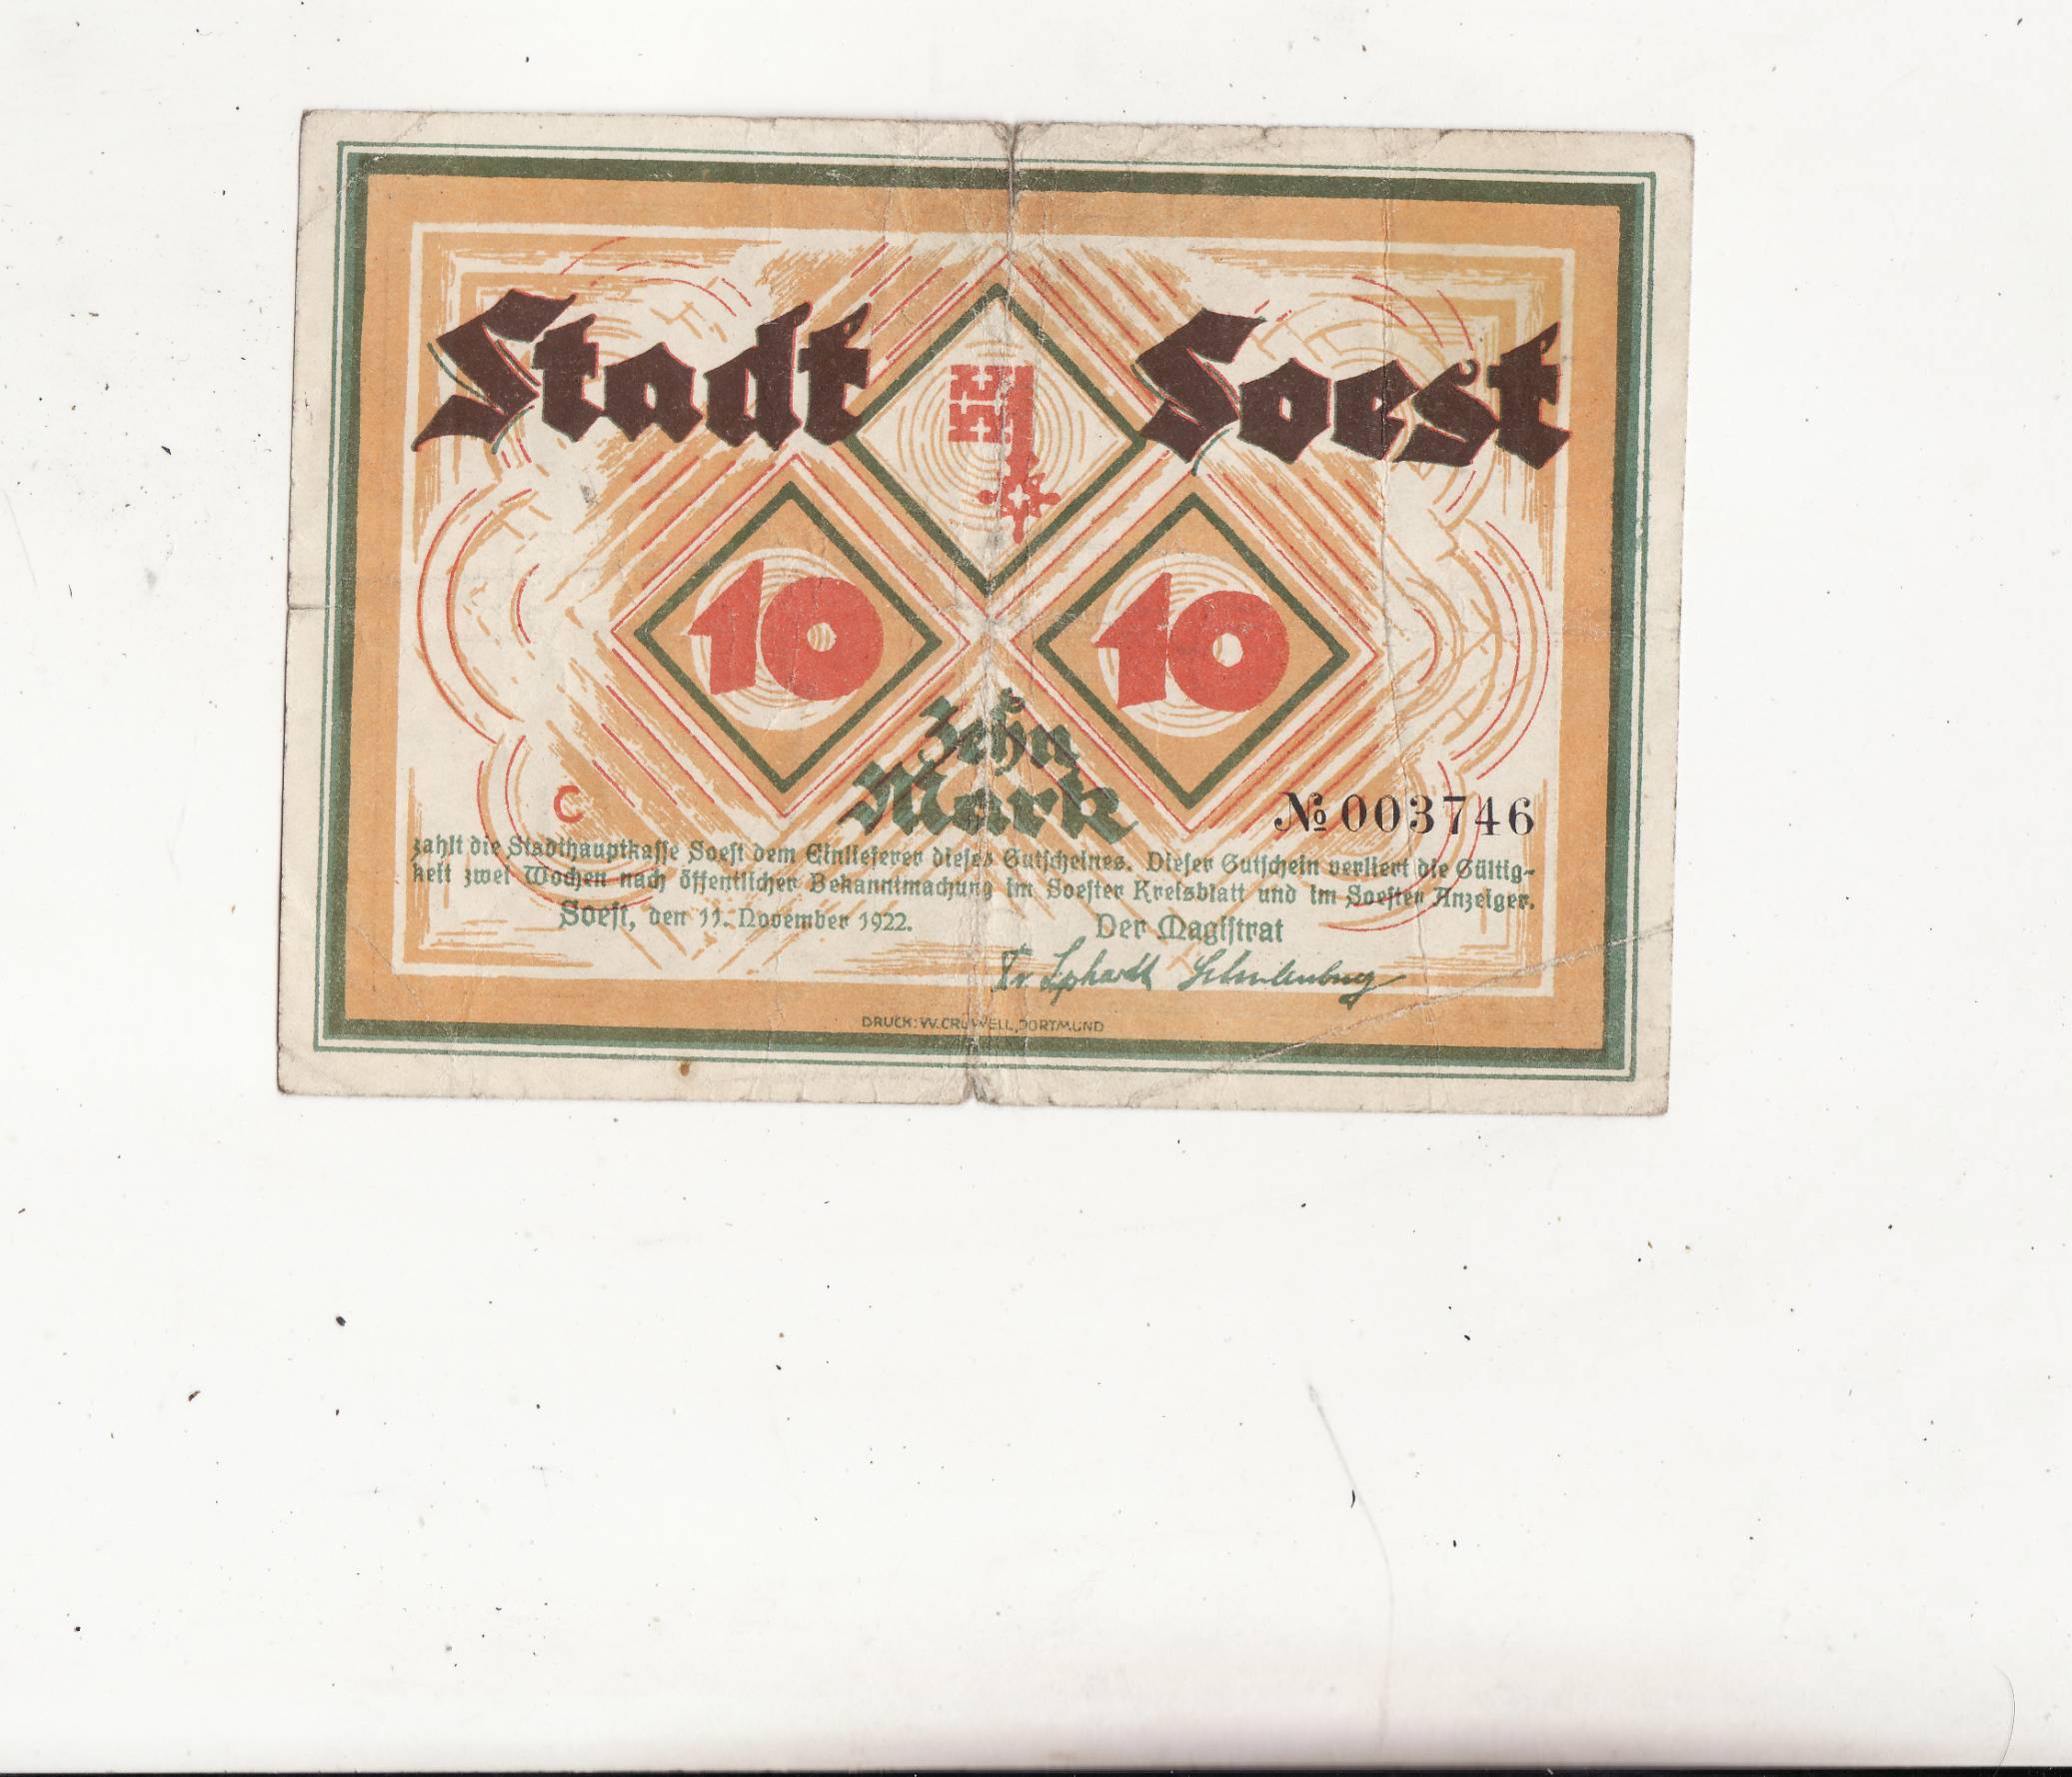 Stadt Soest
10 10
Zehn
Mark
C
№ 003746
zahlt die Stadthauptkasse Soest dem Einlieferer dieses Gutscheines. Dieser Gutschein verliert die Gültig-
keit zwei Wochen nach öffentlicher Bekanntmachung im Soester Kreisblatt und im Soester Anzeiger.
Soest, den 11. November 1922.
Der Magistrat
DRUCK: W. CRÜWELL, DORTMUND